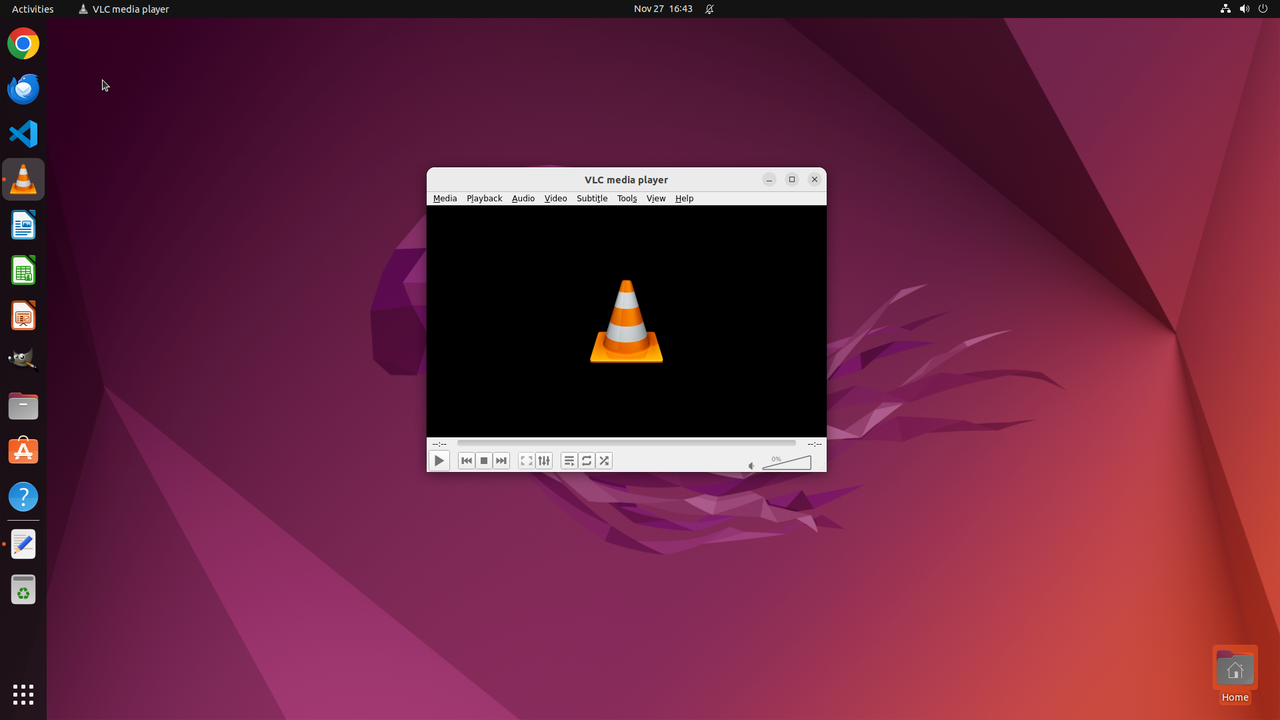 Activities
VLC media player
Nov 27 16:43
VLC media player
Media Playback Audio Video Subtitle Tools View Help
--:-- --:--
0%
Home